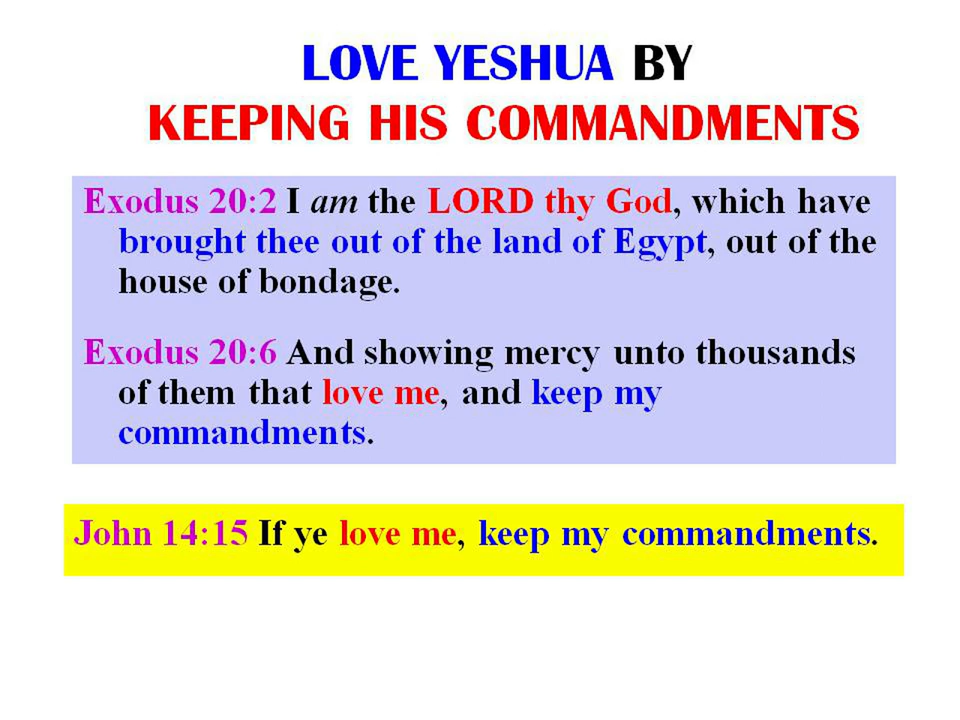 LOVE YESHUA BY
KEEPING HIS COMMANDMENTS
Exodus 20:2 I am the LORD thy God, which have
brought thee out of the land of Egypt, out of the
house of bondage.
Exodus 20:6 And showing mercy unto thousands
of them that love me, and keep my
commandments.
John 14:15 If ye love me, keep my commandments.